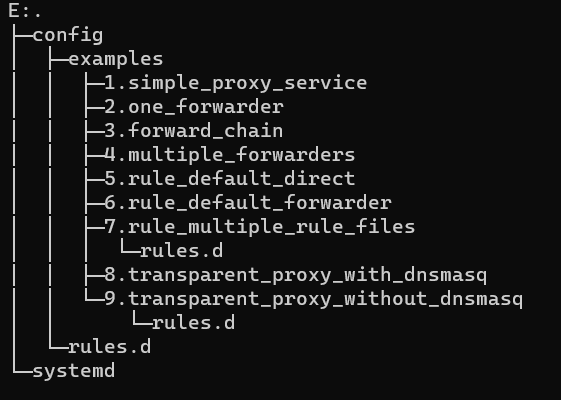 E:.
├─config
│  ├─examples
│  │  ├─1.simple_proxy_service
│  │  ├─2.one_forwarder
│  │  ├─3.forward_chain
│  │  ├─4.multiple_forwarders
│  │  ├─5.rule_default_direct
│  │  ├─6.rule_default_forwarder
│  │  ├─7.rule_multiple_rule_files
│  │  │  └─rules.d
│  │  ├─8.transparent_proxy_with_dnsmasq
│  │  └─9.transparent_proxy_without_dnsmasq
│  │      └─rules.d
│  └─rules.d
└─systemd